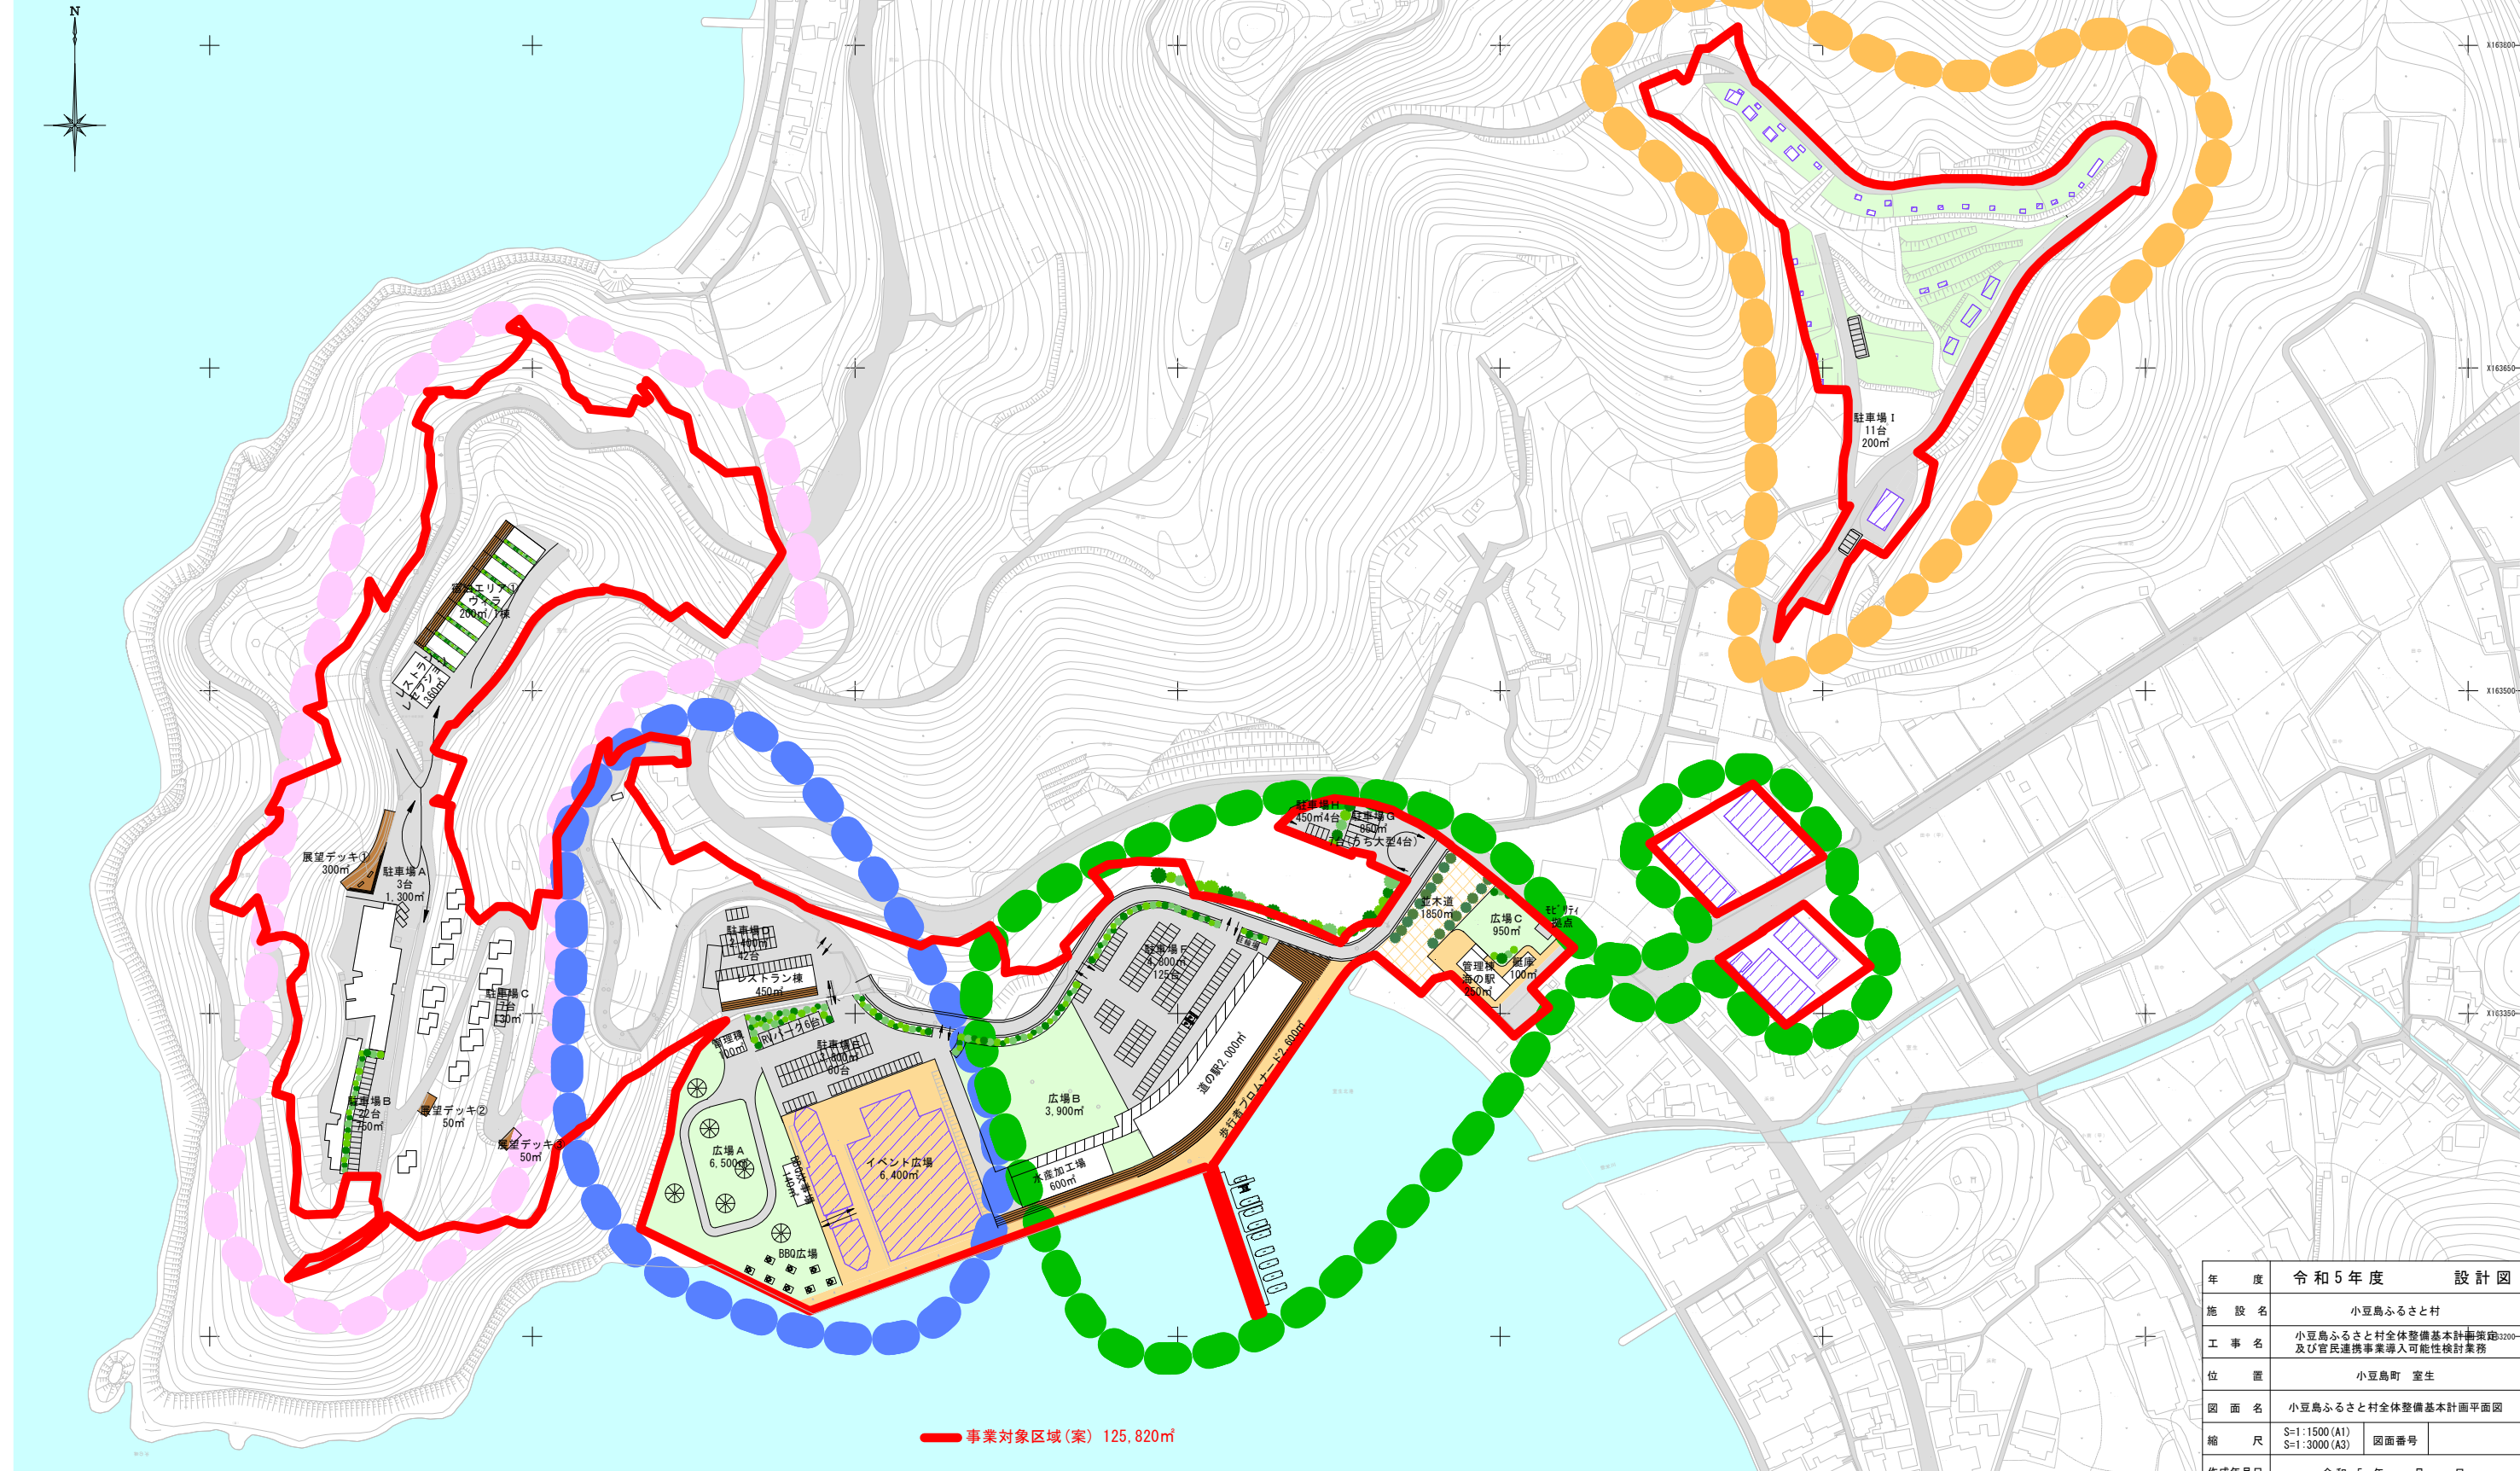 N
X163800
X163650
X163500
X163350
駐車場Ⅰ
11台
200㎡
宿泊エリア①
ヴィラ
200㎡/1棟
レストラン
レセプション
360㎡
展望デッキ①
300㎡
駐車場A
3台
1,300㎡
駐車場C
7台
130㎡
駐車場B
22台
760㎡
展望デッキ②
50㎡
展望デッキ③
50㎡
駐車場D
2,400㎡
42台
レストラン棟
450㎡
管理棟
100㎡
RVパーク6台
駐車場E
60台
広場A
6,500㎡
BBQ広場
イベント広場
6,400㎡
広場B
3,900㎡
水産加工場
600㎡
駐車場F
4,800㎡
125台
駐輪場
道の駅2,000㎡
歩行者プロムナード2,600㎡
駐車場H
450㎡4台
駐車場G
850㎡
7台(うち大型4台)
並木道
1850㎡
広場C
950㎡
ﾓﾋﾞﾘﾃｨ
拠点
管理棟
海の駅
250㎡
艇庫
100㎡
事業対象区域(案) 125,820㎡
年度 令和5年度 設計図
施設名 小豆島ふるさと村
工事名 小豆島ふるさと村全体整備基本計画策定
及び官民連携事業導入可能性検討業務
位置 小豆島町 室生
図面名 小豆島ふるさと村全体整備基本計画平面図
縮尺 S=1:1500(A1)
S=1:3000(A3) 図面番号